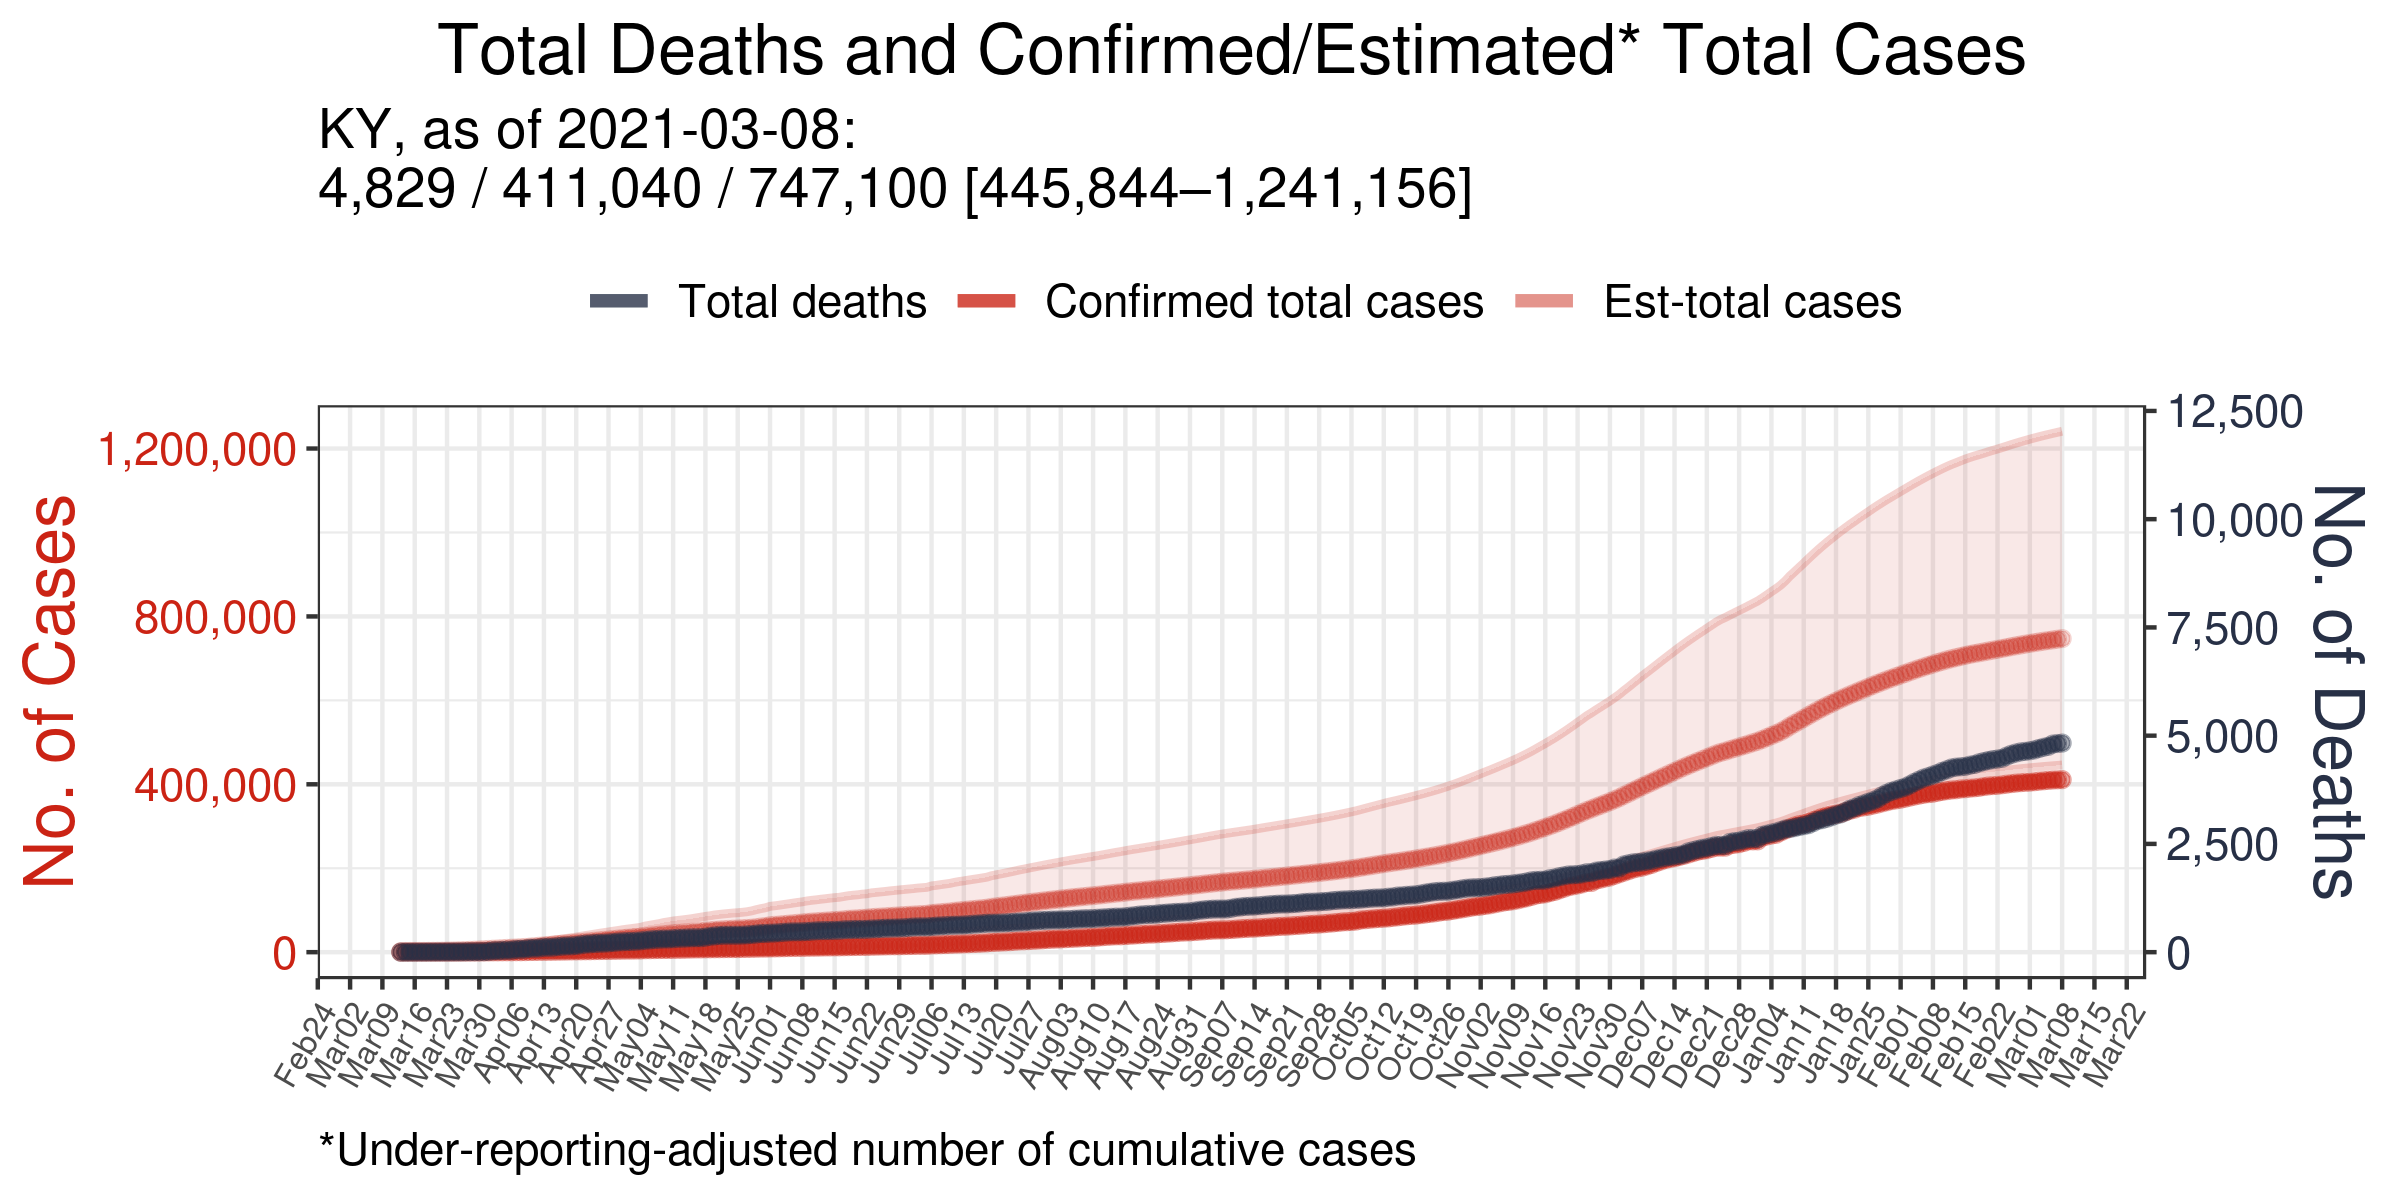 Total Deaths and Confirmed/Estimated* Total Cases
KY, as of 2021-03-08:
4,829 / 411,040 / 747,100 [445,844–1,241,156]
Total deaths
Confirmed total cases
Est-total cases
No. of Cases
1,200,000
800,000
400,000
0
12,500
10,000
7,500
5,000
2,500
0
No. of Deaths
Feb24
Mar02
Mar09
Mar16
Mar23
Mar30
Apr06
Apr13
Apr20
Apr27
May04
May11
May18
May25
Jun01
Jun08
Jun15
Jun22
Jun29
Jul06
Jul13
Jul20
Jul27
Aug03
Aug10
Aug17
Aug24
Aug31
Sep07
Sep14
Sep21
Sep28
Oct05
Oct12
Oct19
Oct26
Nov02
Nov09
Nov16
Nov23
Nov30
Dec07
Dec14
Dec21
Dec28
Jan04
Jan11
Jan18
Jan25
Feb01
Feb08
Feb15
Feb22
Mar01
Mar08
Mar15
Mar22
*Under-reporting-adjusted number of cumulative cases